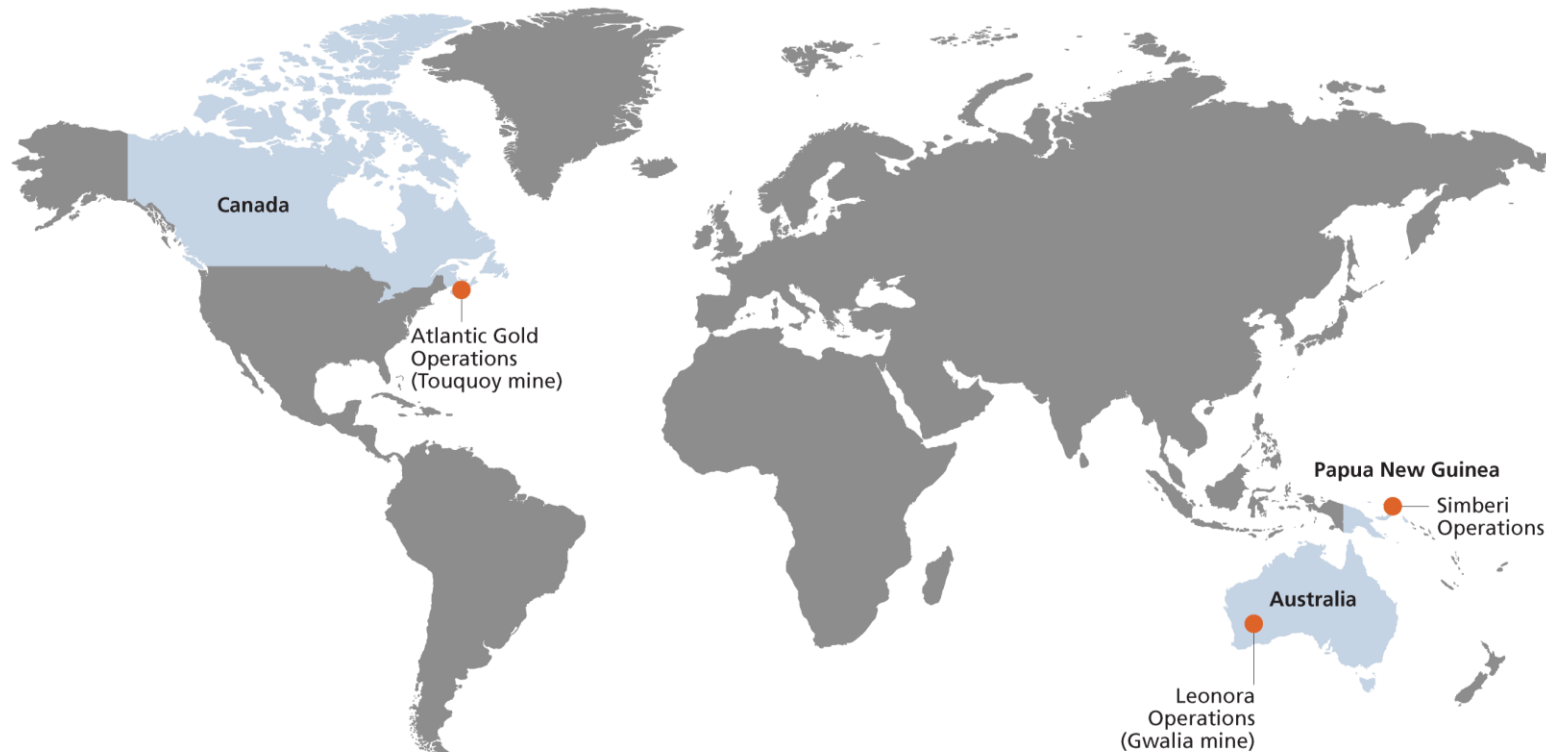 Canada
Atlantic Gold
Operations
(Touquoy mine)
Papua New Guinea
Simberi
Operations
Australia
Leonora
Operations
(Gwalia mine)